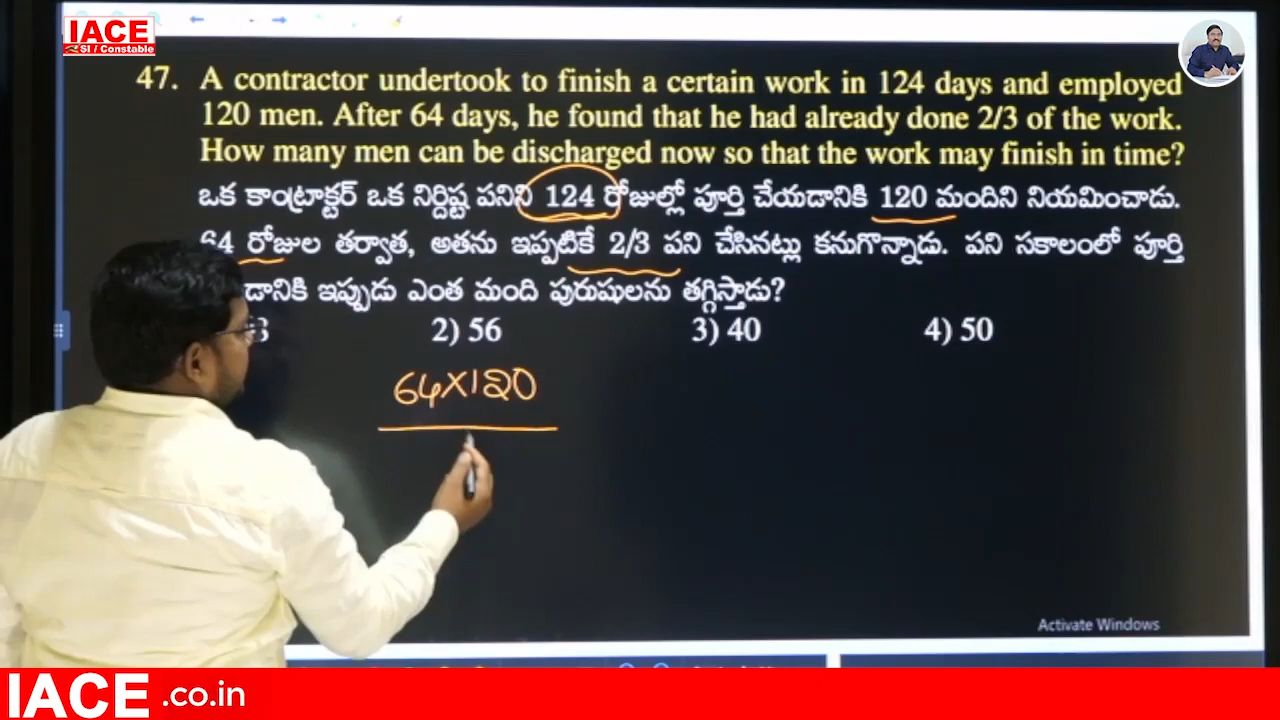 IACE
SI / Constable
47. A contractor undertook to finish a certain work in 124 days and employed
120 men. After 64 days, he found that he had already done 2/3 of the work.
How many men can be discharged now so that the work may finish in time?
ఒక కాంట్రాక్టర్ ఒక నిర్దిష్ట పనిని 124 రోజుల్లో పూర్తి చేయడానికి 120 మందిని నియమించాడు.
64 రోజుల తర్వాత, అతను ఇప్పటికే 2/3 పని చేసినట్లు కనుగొన్నాడు. పని సకాలంలో పూర్తి
ఇప్పుడు ఎంత మంది పురుషులను తగ్గిస్తాడు?
2) 56 3) 40 4) 50
64X120
Activate Windows
IACE.co.in